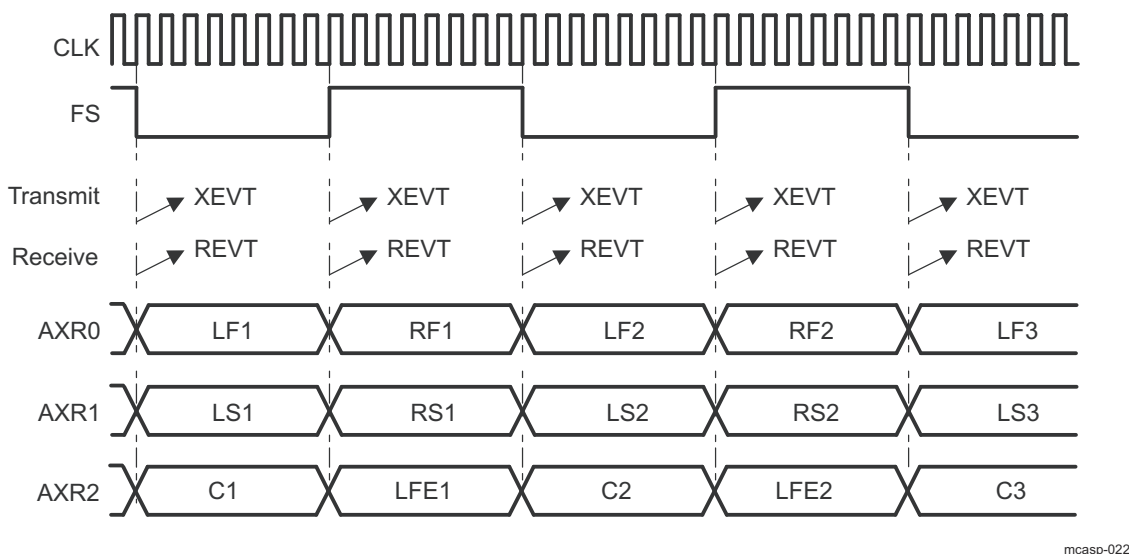 CLK
FS
Transmit XEVT XEVT XEVT XEVT XEVT
Receive REVT REVT REVT REVT REVT
AXR0 LF1 RF1 LF2 RF2 LF3
AXR1 LS1 RS1 LS2 RS2 LS3
AXR2 C1 LFE1 C2 LFE2 C3
mcasp-022